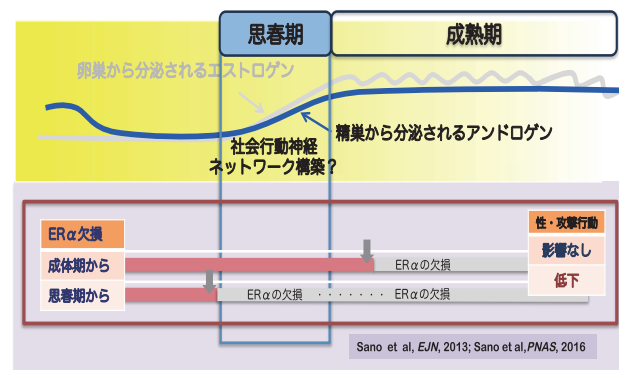 思春期
成熟期
卵巣から分泌されるエストロゲン
精巣から分泌されるアンドロゲン
社会行動神経
ネットワーク構築？
ERα欠損
性・攻撃行動
成体期から
ERαの欠損
影響なし
思春期から
ERαの欠損 ・・・・・・・ ERαの欠損
低下
Sano et al, EJN, 2013; Sano et al,PNAS, 2016